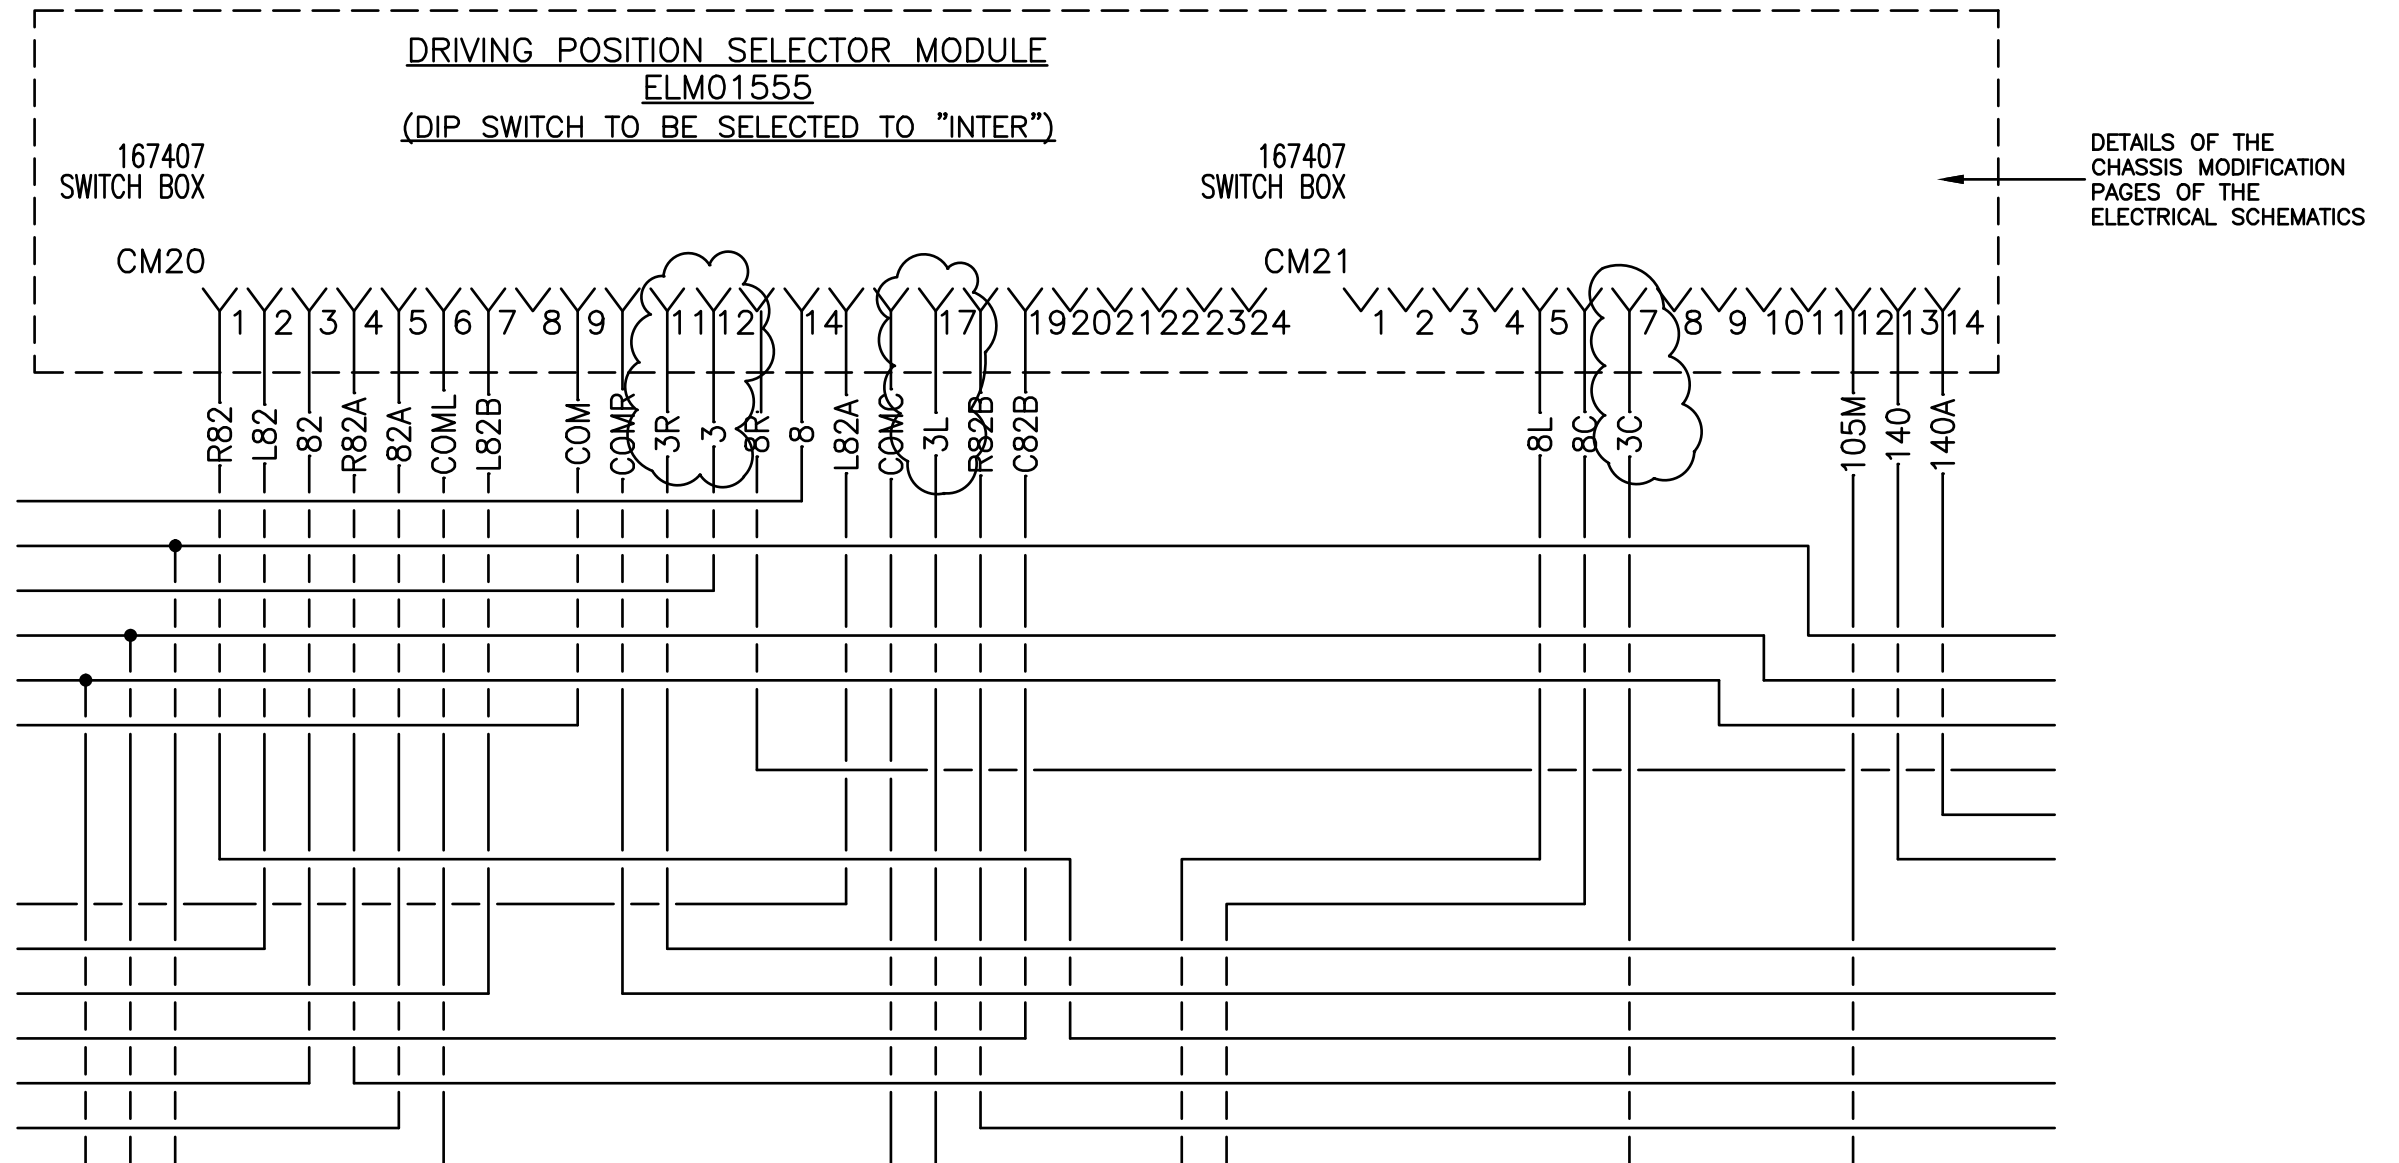 DRIVING POSITION SELECTOR MODULE
ELM01555
(DIP SWITCH TO BE SELECTED TO "INTER")
167407
SWITCH BOX
167407
SWITCH BOX
DETAILS OF THE
CHASSIS MODIFICATION
PAGES OF THE
ELECTRICAL SCHEMATICS
CM20
CM21
1 2 3 4 5 6 7 8 9 11 12 14 17 19 20 21 22 23 24
1 2 3 4 5 7 8 9 10 11 12 13 14
R82 L82 82 R82A 82A COML L82B COM COMR 3R 3 8R 8 L82A COMC 3L R82B C82B
8L 8C 3C 105M 140 140A